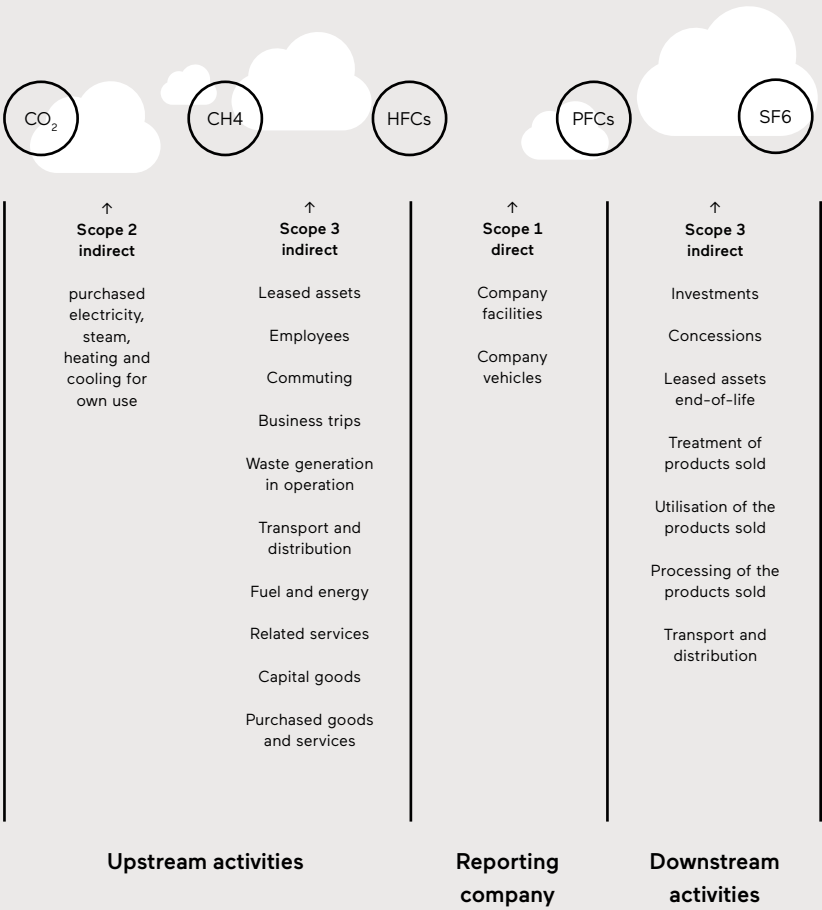 CO2
CH4
HFCs
PFCs
SF6
↑
Scope 2
indirect
purchased
electricity,
steam,
heating and
cooling for
own use
↑
Scope 3
indirect
Leased assets
Employees
Commuting
Business trips
Waste generation
in operation
Transport and
distribution
Fuel and energy
Related services
Capital goods
Purchased goods
and services
Upstream activities
↑
Scope 1
direct
Company
facilities
Company
vehicles
Reporting
company
↑
Scope 3
indirect
Investments
Concessions
Leased assets
end-of-life
Treatment of
products sold
Utilisation of the
products sold
Processing of the
products sold
Transport and
distribution
Downstream
activities